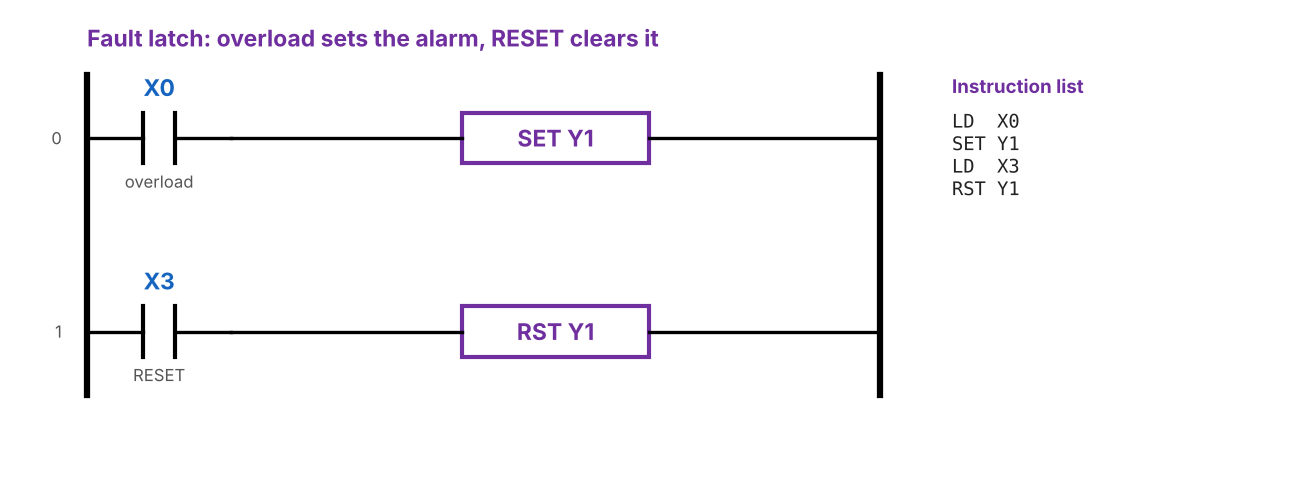 Fault latch: overload sets the alarm, RESET clears it
X0
0
SET Y1
overload
X3
1
RST Y1
RESET
Instruction list
LD  X0
SET Y1
LD  X3
RST Y1